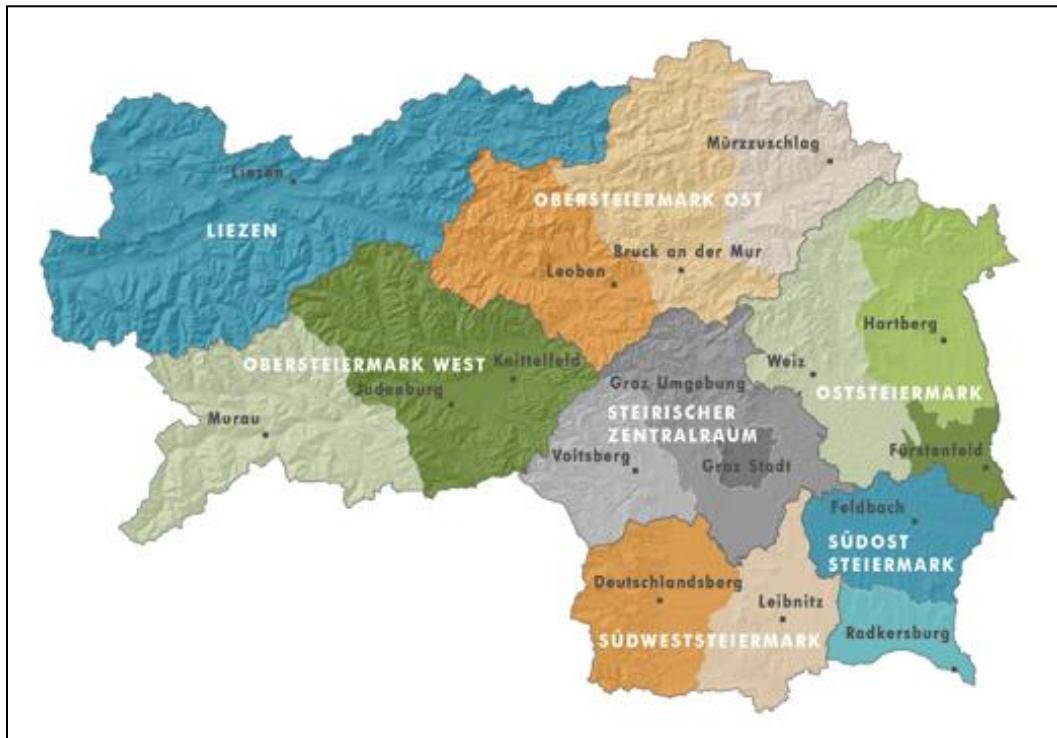 Mürzzuschlag
Liezen
OBERSTEIERMARK OST
LIEZEN
Bruck an der Mur
Leoben
Hartberg
OBERSTEIERMARK WEST
Knittelfeld
Weiz
Graz Umgebung
Judenburg
OSTSTEIERMARK
STEIRISCHER
ZENTRALRAUM
Murau
Fürstenfeld
Voitsberg
Graz Stadt
Feldbach
SÜDOST
STEIERMARK
Deutschlandsberg
Leibnitz
Radkersburg
SÜDWESTSTEIERMARK